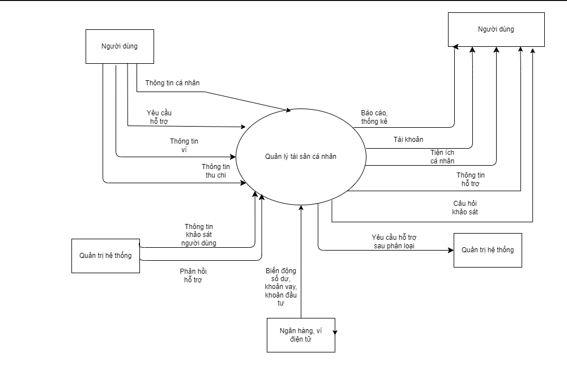 Người dùng
Người dùng
Thông tin cá nhân
Yêu cầu
hỗ trợ
Báo cáo,
thống kê
Thông tin
ví
Tài khoản
Quản lý tài sản cá nhân
Tiện ích
cá nhân
Thông tin
thu chi
Thông tin
hỗ trợ
Câu hỏi
khảo sát
Thông tin
khảo sát
người dùng
Yêu cầu hỗ trợ
sau phân loại
Quản trị hệ thống
Quản trị hệ thống
Phản hồi
hỗ trợ
Biến động
số dư,
khoản vay,
khoản đầu
tư
Ngân hàng, ví
điện tử